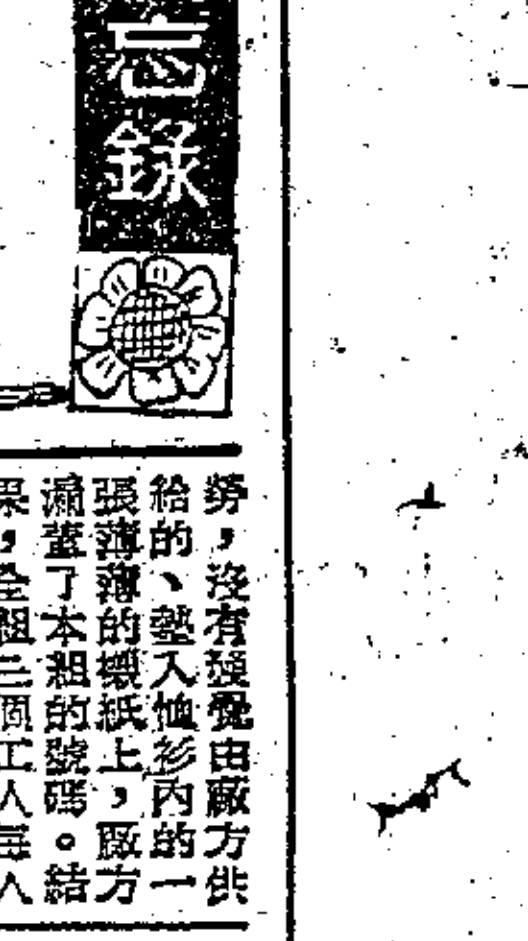 忘錄
勞，沒有發覺由廠方供
給的、墊入恤衫內的一
張薄薄的襯紙上，廠方
漏蓋了本組的號碼。結
果，全組三個工人每人